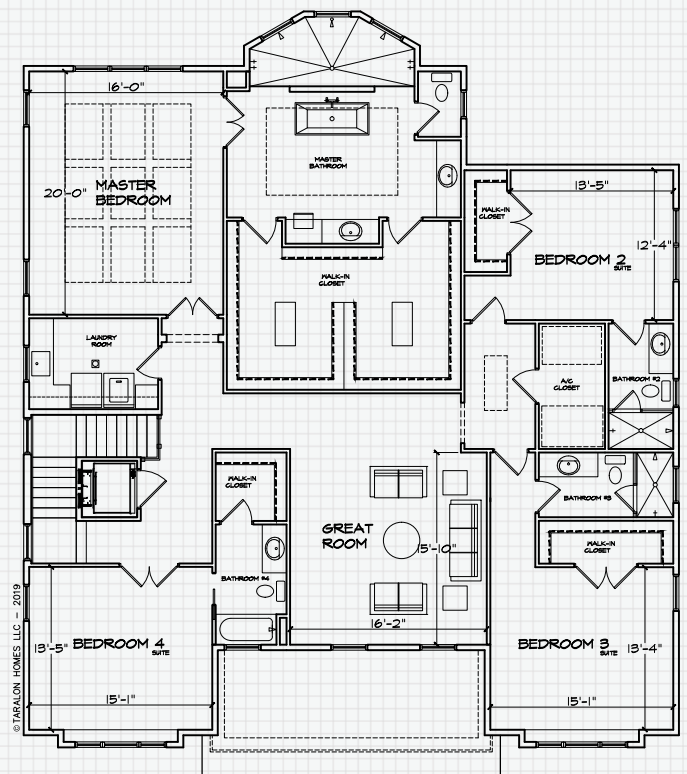 16'-0"
MASTER
BATHROOM
20'-0"
MASTER
BEDROOM
13'-5"
WALK-IN
CLOSET
BEDROOM 2
SUITE
12'-4"
WALK-IN
CLOSET
LAUNDRY
ROOM
A/C
CLOSET
BATHROOM #2
WALK-IN
CLOSET
BATHROOM #3
GREAT
ROOM
15'-10"
WALK-IN
CLOSET
BATHROOM #4
16'-2"
BEDROOM 4
SUITE
13'-5"
15'-1"
BEDROOM 3
SUITE
13'-4"
15'-1"
© TARALON HOMES LLC – 2019